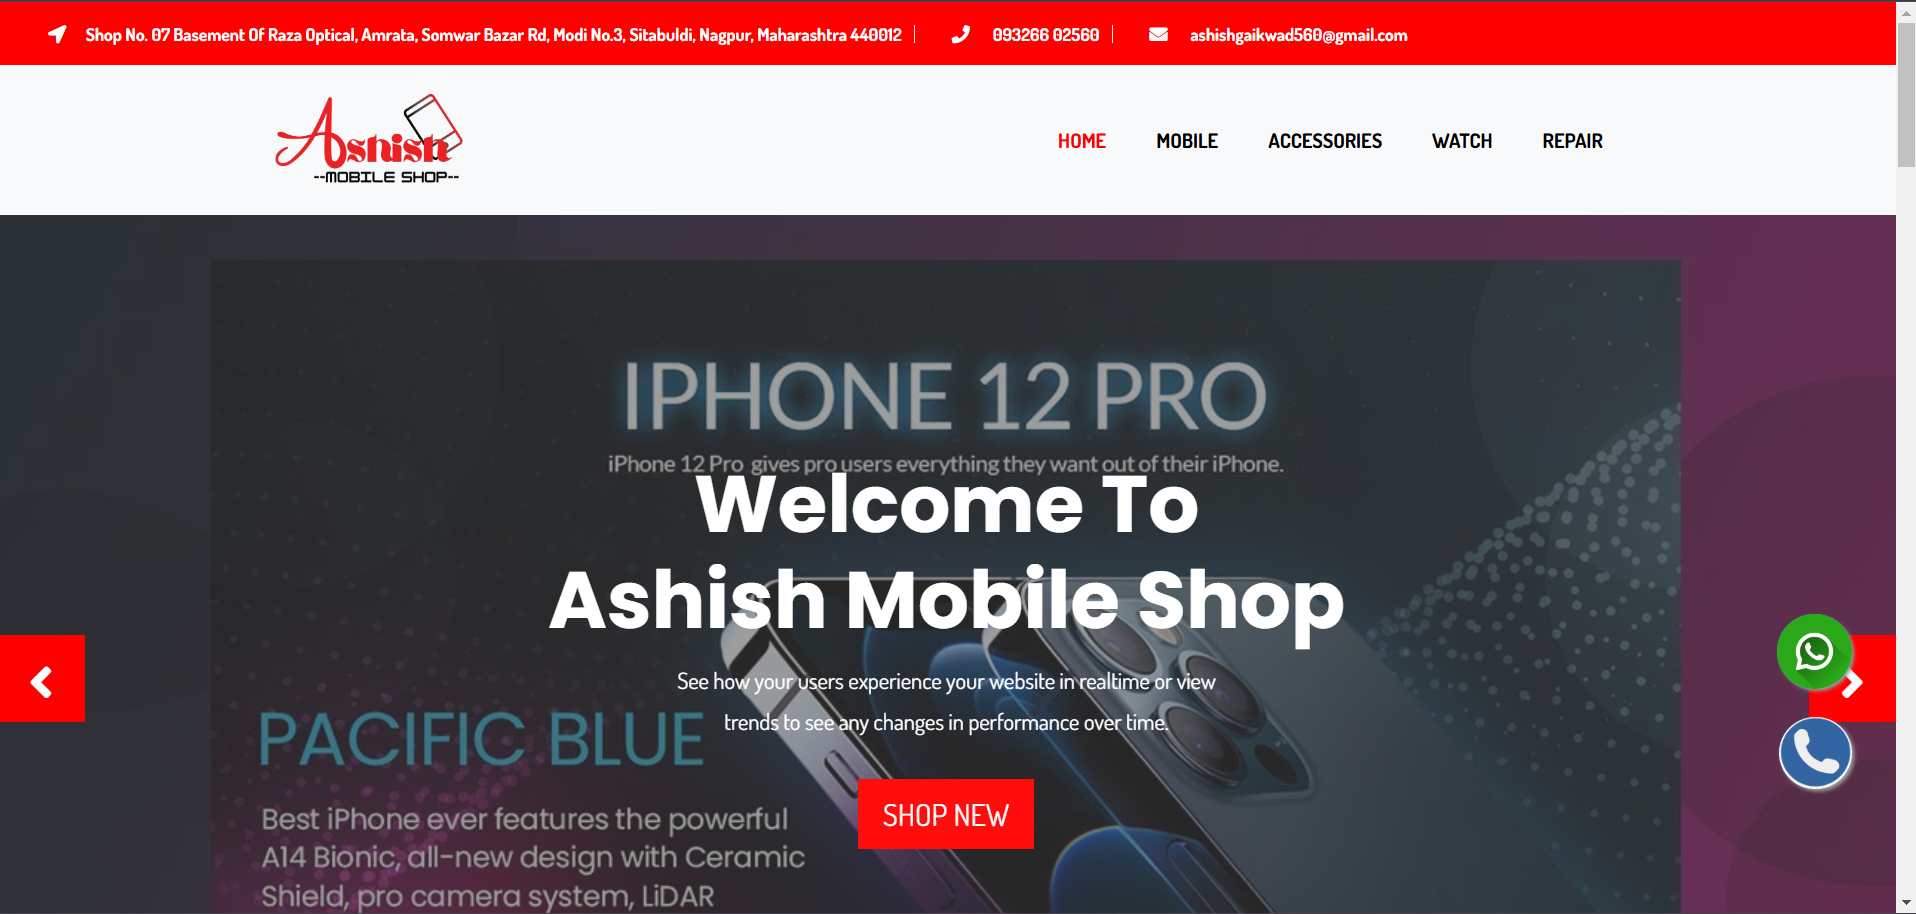 Shop No. 07 Basement Of Raza Optical, Amrata, Somwar Bazar Rd, Modi No.3, Sitabuldi, Nagpur, Maharashtra 440012 093266 02560 ashishgaikwad560@gmail.com
Ashish
--MOBILE SHOP--
HOME MOBILE ACCESSORIES WATCH REPAIR
IPHONE 12 PRO
iPhone 12 Pro gives pro users everything they want out of their iPhone.
Welcome To
Ashish Mobile Shop
See how your users experience your website in realtime or view
trends to see any changes in performance over time.
PACIFIC BLUE
SHOP NEW
Best iPhone ever features the powerful
A14 Bionic, all-new design with Ceramic
Shield, pro camera system, LiDAR